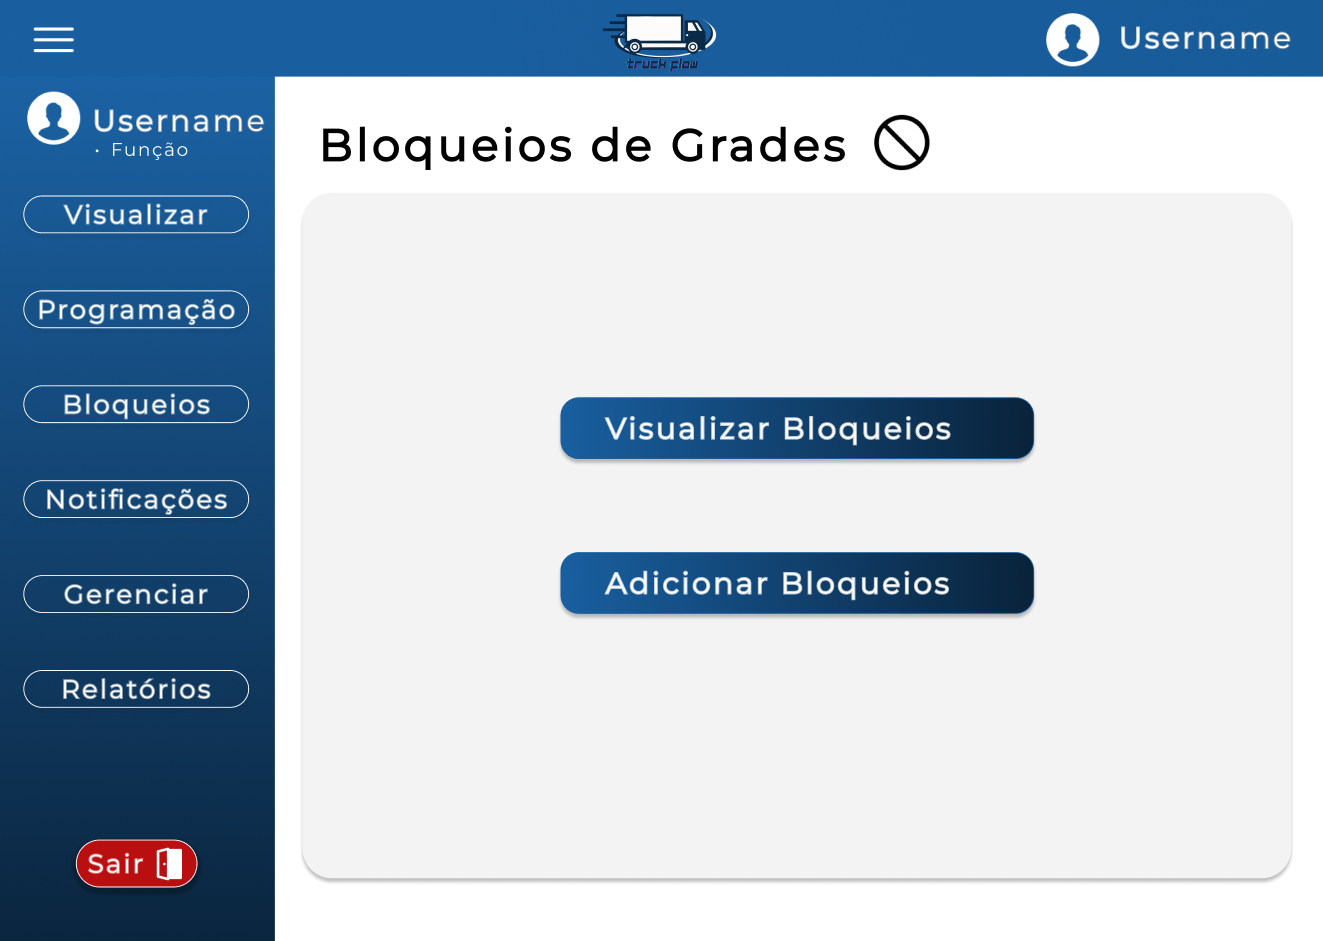 truck flow
Username
Username
• Função
Visualizar
Programação
Bloqueios
Notificações
Gerenciar
Relatórios
Sair
Bloqueios de Grades
Visualizar Bloqueios
Adicionar Bloqueios